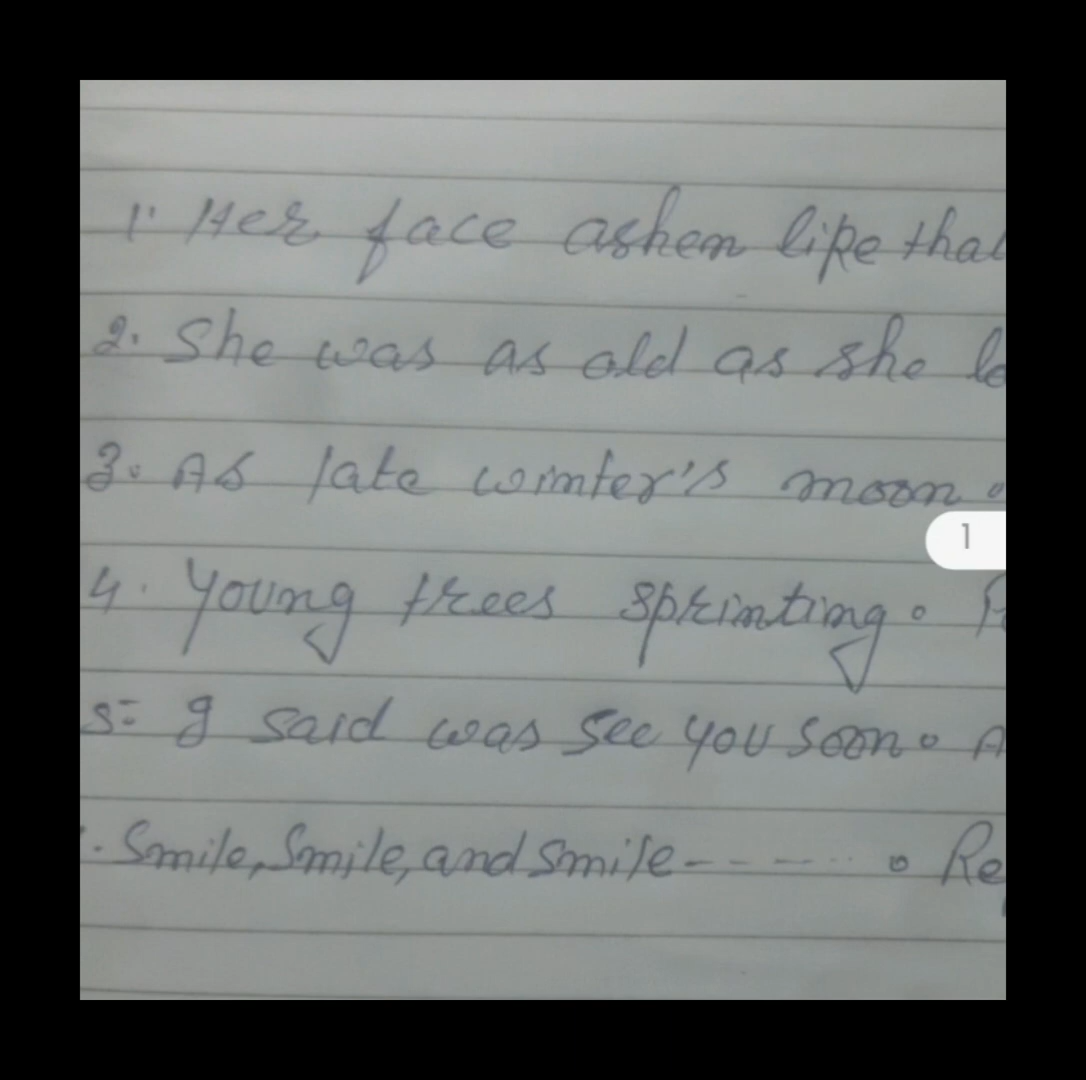 1. Her face ashen like that
2. She was as old as she
3. As late winter's moon.
1
4. Young trees sprinting.
5. I said was see you soon.
. Smile, Smile, and Smile - - - - - .